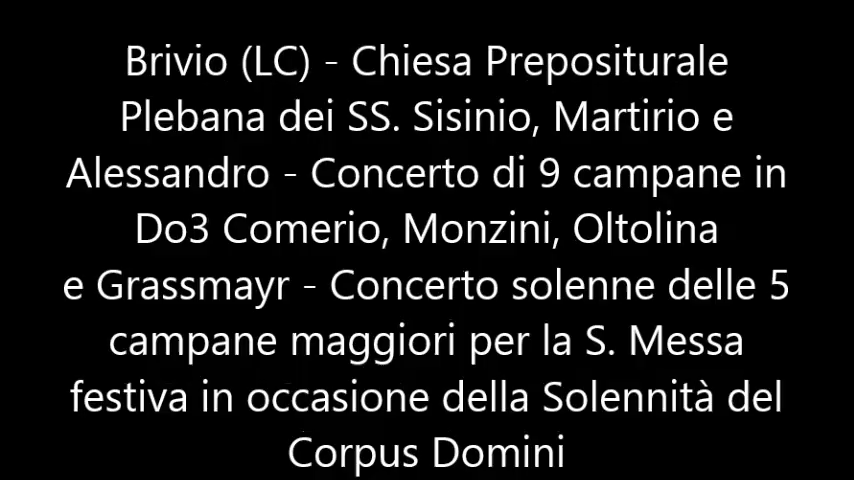 Brivio (LC) - Chiesa Prepositurale
Plebana dei SS. Sisinio, Martirio e
Alessandro - Concerto di 9 campane in
Do3 Comerio, Monzini, Oltolina
e Grassmayr - Concerto solenne delle 5
campane maggiori per la S. Messa
festiva in occasione della Solennità del
Corpus Domini